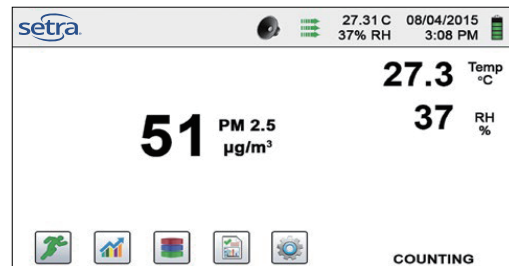 setra
27.31 C 08/04/2015
37% RH 3:08 PM
27.3 Temp °C
37 RH %
51 PM 2.5 µg/m³
COUNTING